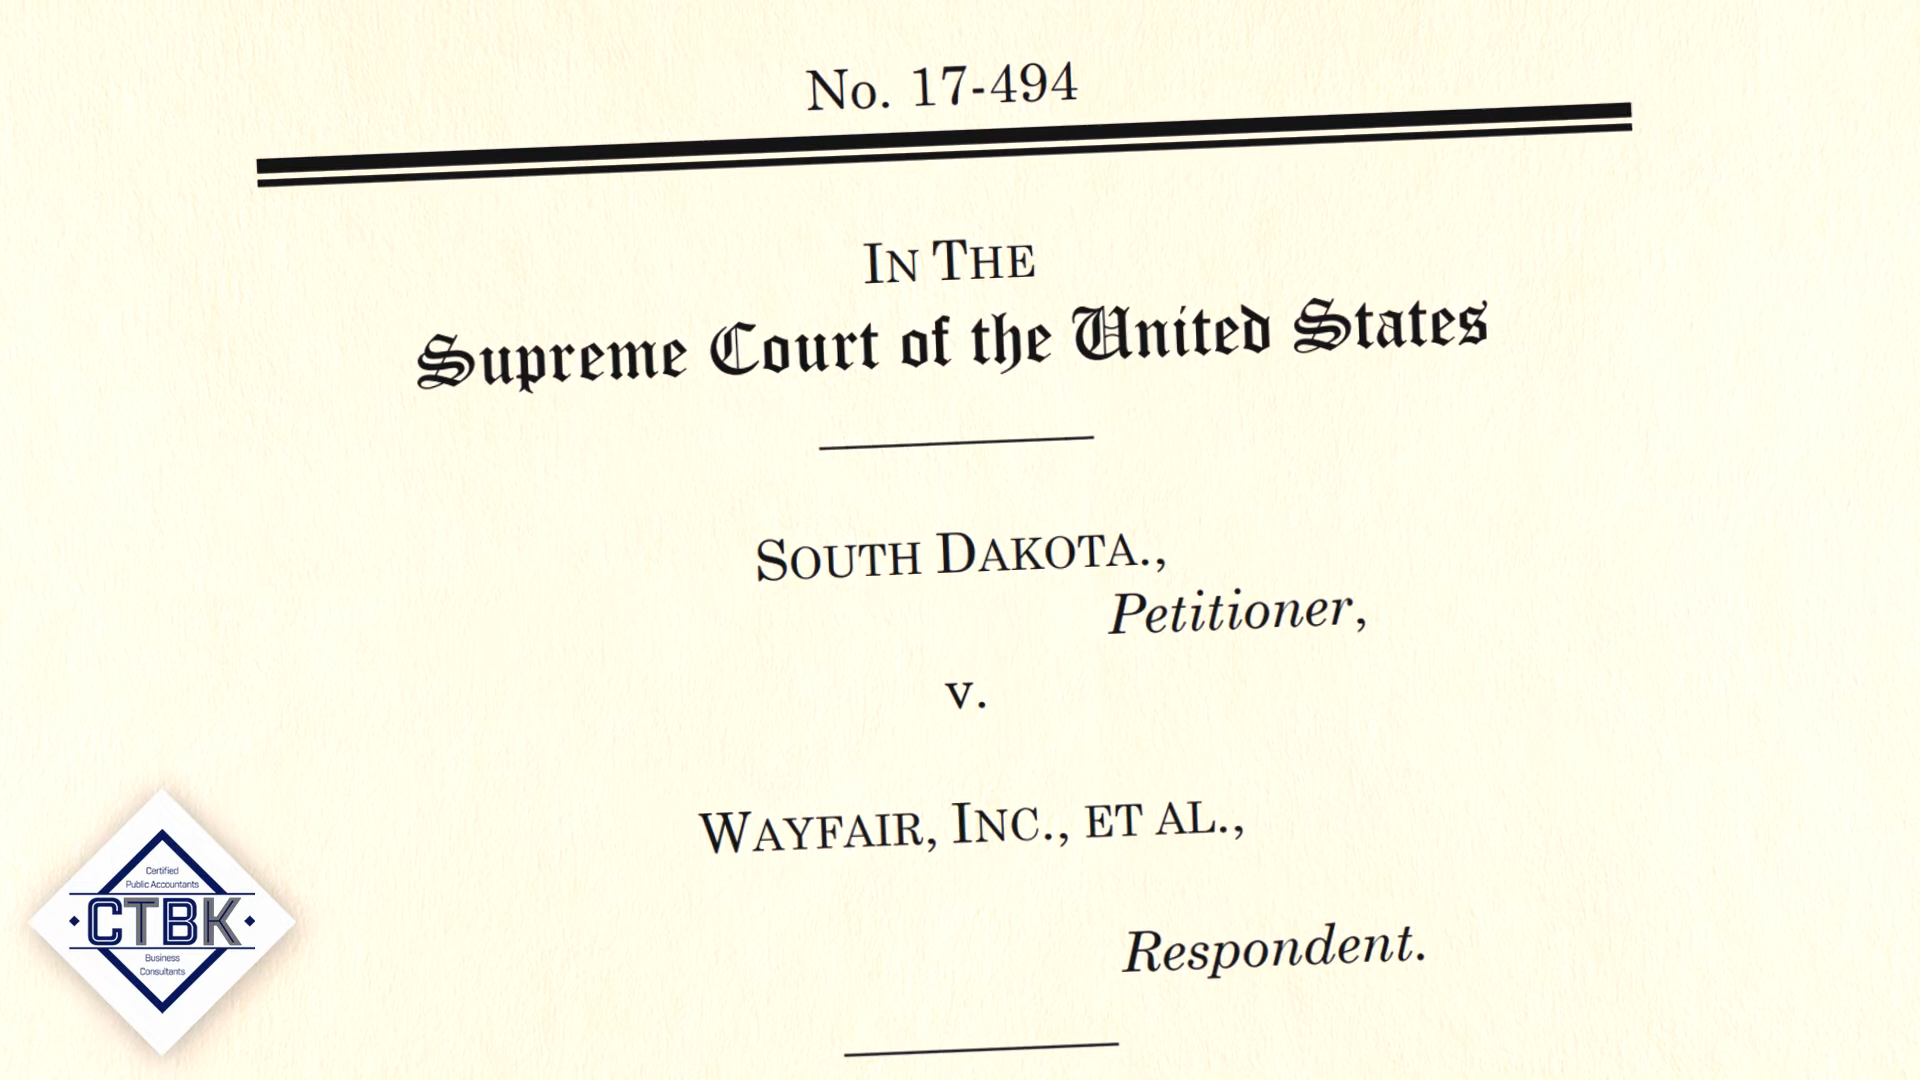 No. 17-494
IN THE
Supreme Court of the United States
SOUTH DAKOTA.,
Petitioner,
v.
WAYFAIR, INC., ET AL.,
Respondent.
Certified
Public Accountants
CTBK
Business
Consultants